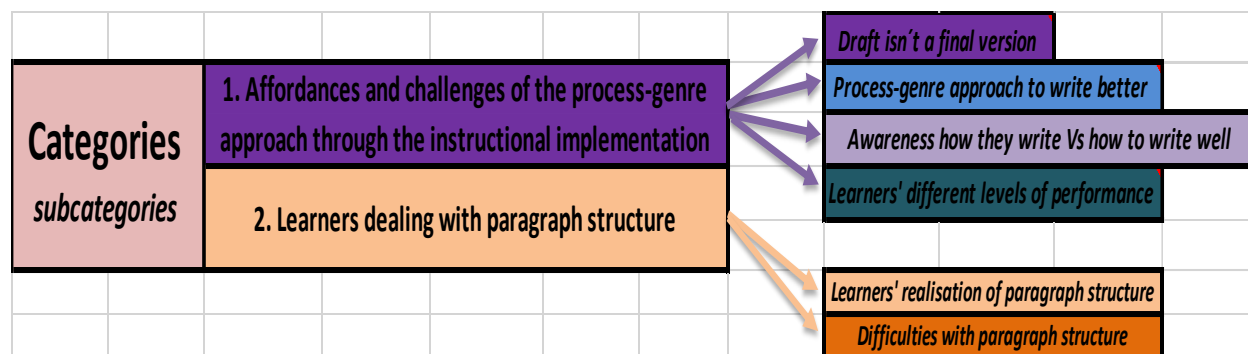 Categories
subcategories
1. Affordances and challenges of the process-genre
approach through the instructional implementation
2. Learners dealing with paragraph structure
Draft isn´t a final version
Process-genre approach to write better
Awareness how they write Vs how to write well
Learners' different levels of performance
Learners' realisation of paragraph structure
Difficulties with paragraph structure